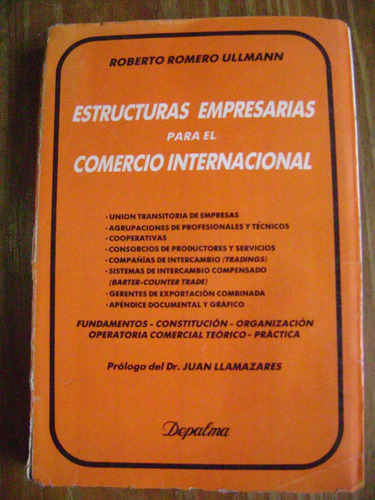 ROBERTO ROMERO ULLMANN
ESTRUCTURAS EMPRESARIAS
PARA EL
COMERCIO INTERNACIONAL
· UNION TRANSITORIA DE EMPRESAS
· AGRUPACIONES DE PROFESIONALES Y TÉCNICOS
· COOPERATIVAS
· CONSORCIOS DE PRODUCTORES Y SERVICIOS
· COMPAÑIAS DE INTERCAMBIO (TRADINGS)
· SISTEMAS DE INTERCAMBIO COMPENSADO
(BARTER-COUNTER TRADE)
· GERENTES DE EXPORTACIÓN COMBINADA
· APÉNDICE DOCUMENTAL Y GRÁFICO
FUNDAMENTOS - CONSTITUCIÓN - ORGANIZACIÓN
OPERATORIA COMERCIAL TEÓRICO - PRÁCTICA
Prólogo del Dr. JUAN LLAMAZARES
Depalma